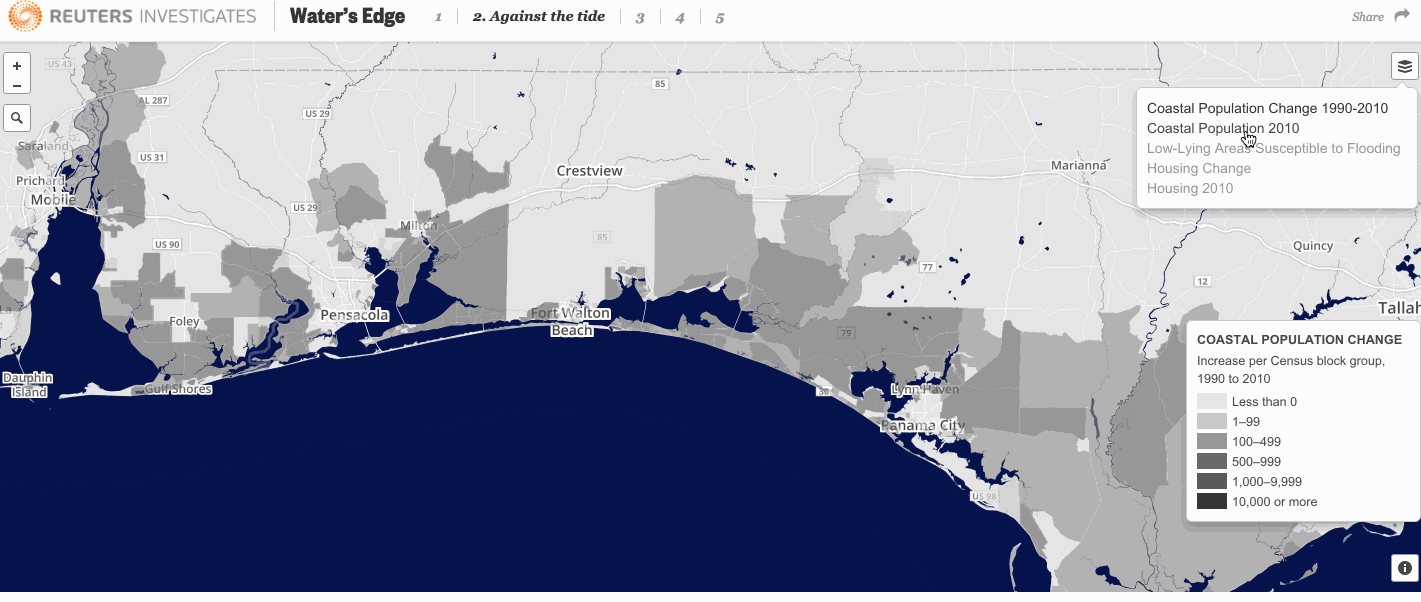 REUTERS INVESTIGATES
Water's Edge
1
2. Against the tide
3
4
5
Share
+
−
US 43
AL 287
85
US 29
Coastal Population Change 1990-2010
Coastal Population 2010
Low-Lying Areas Susceptible to Flooding
Housing Change
Housing 2010
Saraland
US 31
Prichard
Mobile
Crestview
Marianna
US 29
Milton
US 90
85
77
Quincy
12
La
Foley
Pensacola
Fort Walton
Beach
79
Tallah
COASTAL POPULATION CHANGE
Increase per Census block group,
1990 to 2010
Less than 0
1–99
100–499
500–999
1,000–9,999
10,000 or more
Dauphin
Island
Gulf Shores
30
Lynn Haven
Panama City
US 98